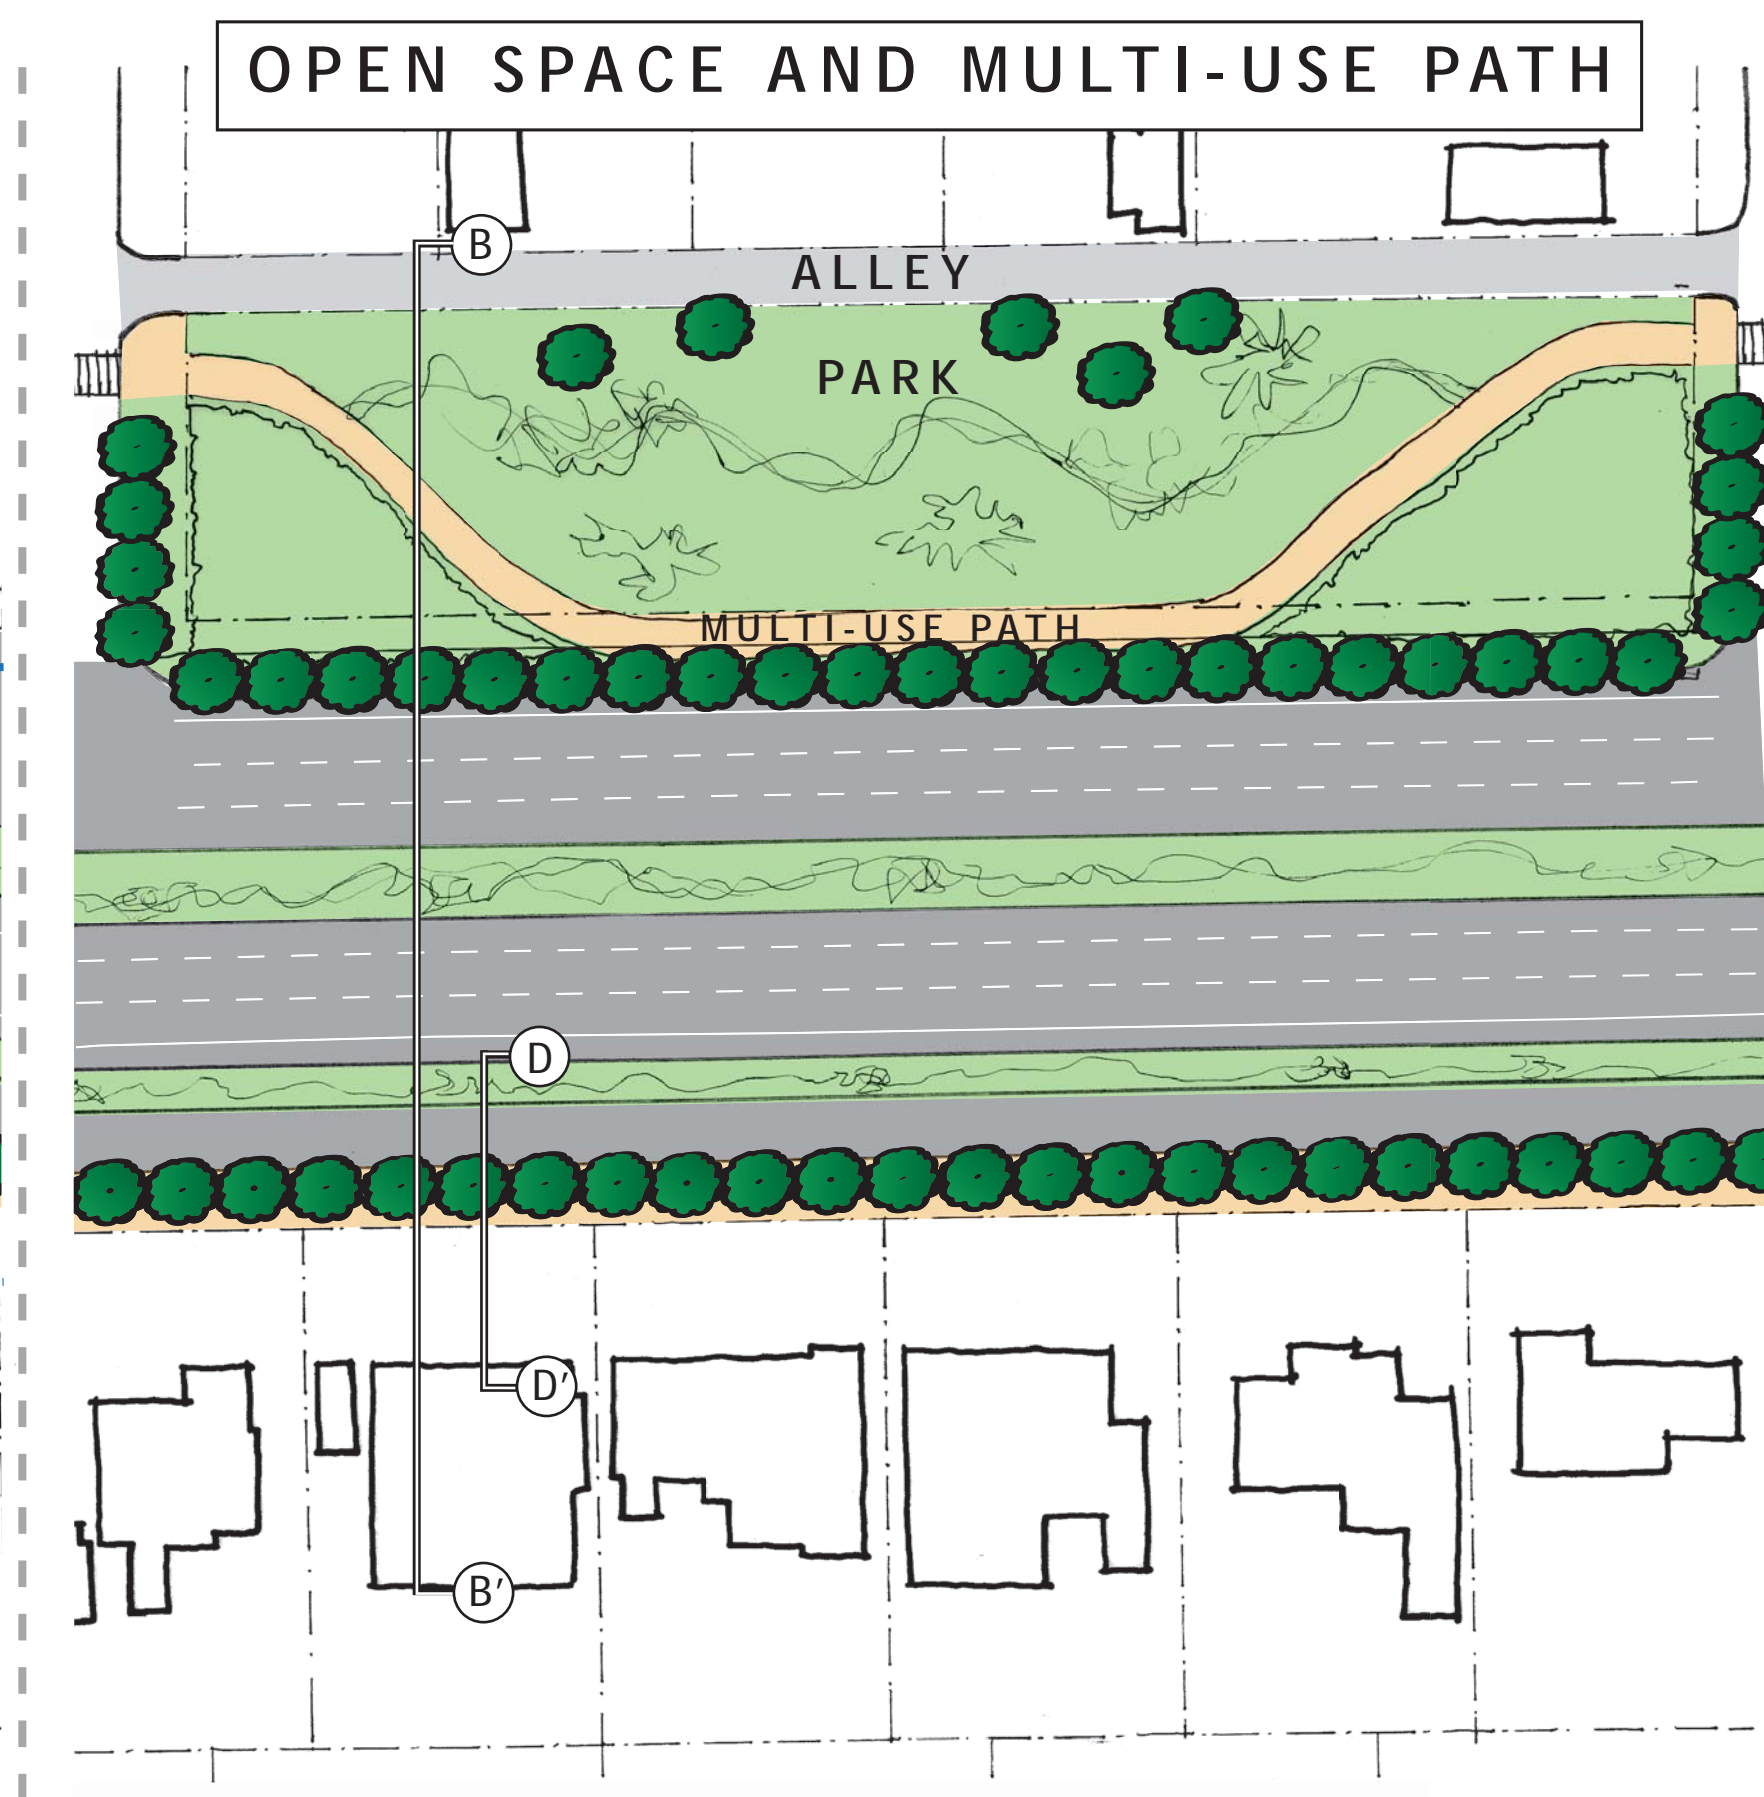 OPEN SPACE AND MULTI-USE PATH
B
ALLEY
PARK
MULTI-USE PATH
D
D'
B'